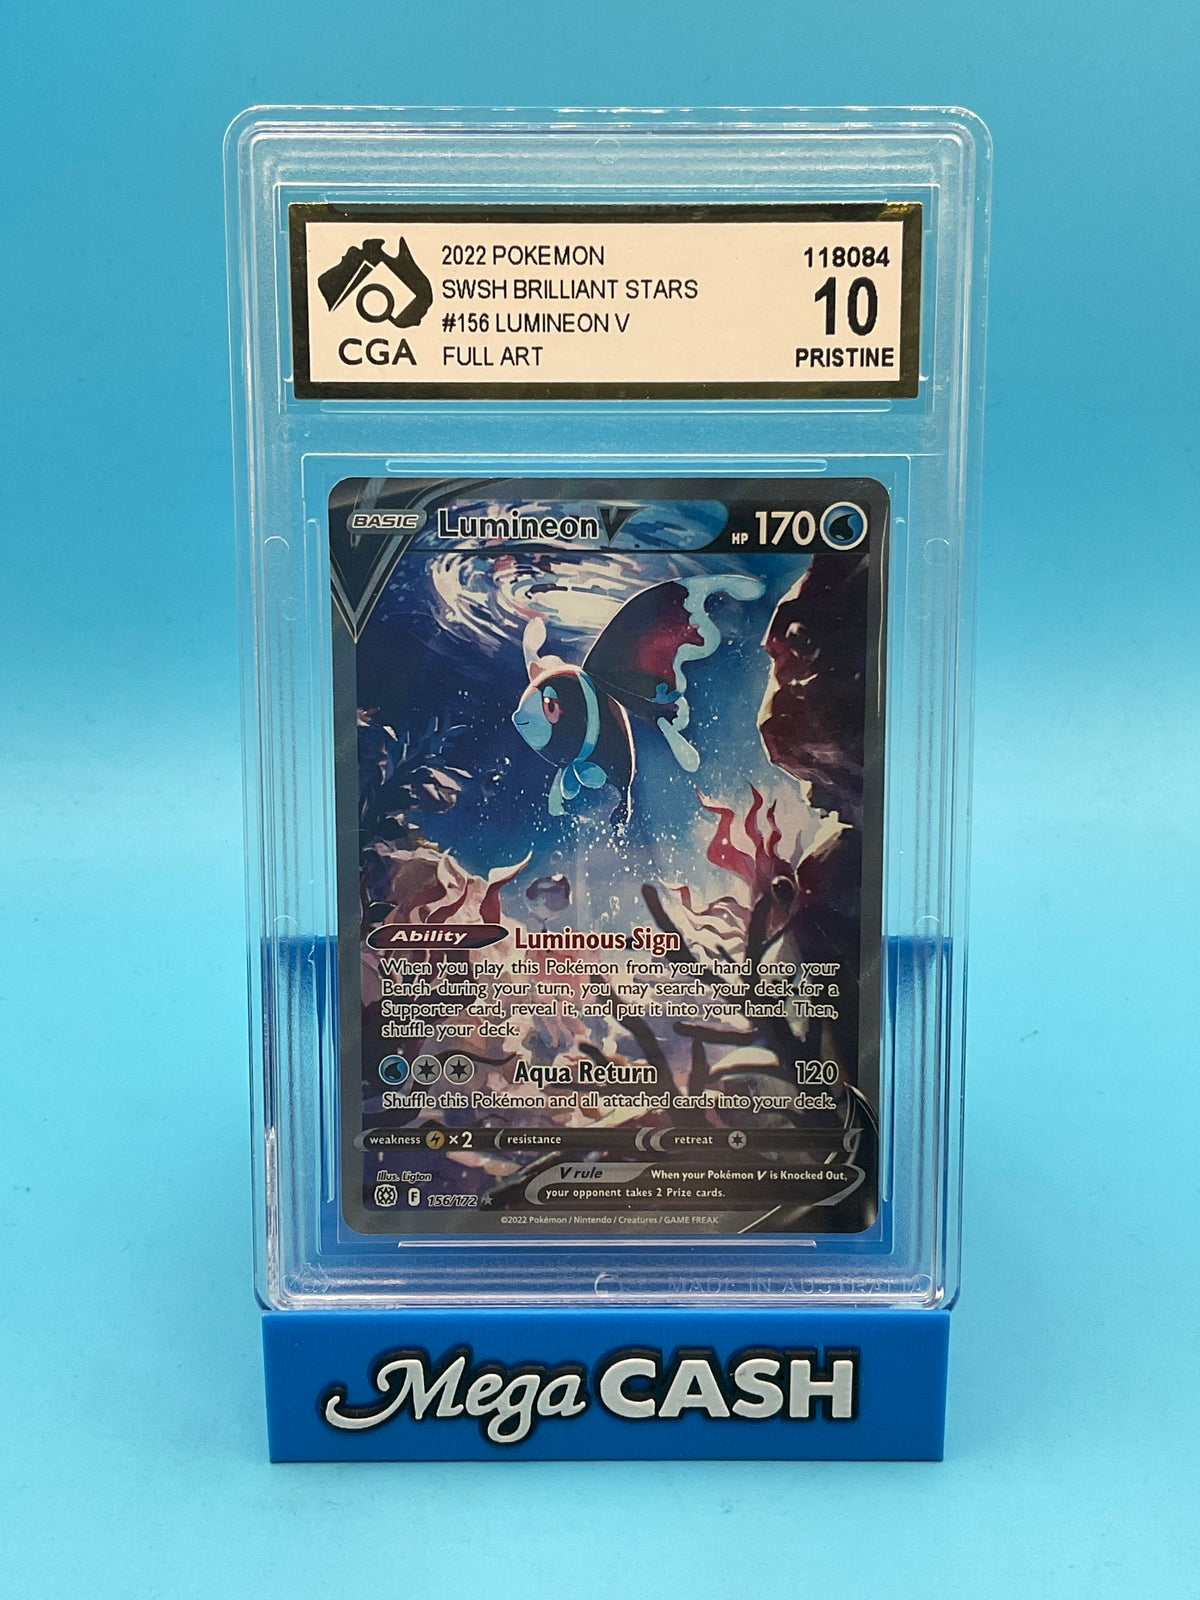 2022 POKEMON
SWSH BRILLIANT STARS
#156 LUMINEON V
FULL ART
CGA
118084
10
PRISTINE
BASIC
Lumineon V
HP 170
Ability
Luminous Sign
When you play this Pokémon from your hand onto your
Bench during your turn, you may search your deck for a
Supporter card, reveal it, and put it into your hand. Then,
shuffle your deck.
Aqua Return 120
Shuffle this Pokémon and all attached cards into your deck.
weakness ×2 resistance retreat
Illus. Ligton
F 156/172
V rule When your Pokémon V is Knocked Out,
your opponent takes 2 Prize cards.
©2022 Pokémon / Nintendo / Creatures / GAME FREAK
MADE IN AUSTRALIA
Mega CASH